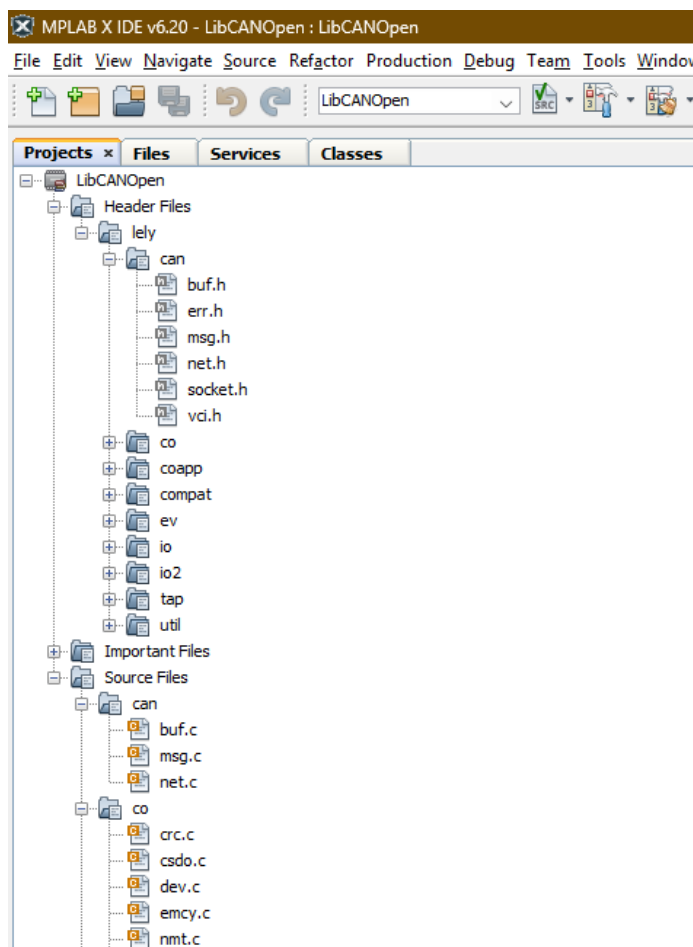 MPLAB X IDE v6.20 - LibCANOpen : LibCANOpen
File Edit View Navigate Source Refactor Production Debug Team Tools Window
LibCANOpen SRC 3 3
Projects × Files Services Classes
LibCANOpen
Header Files
lely
can
buf.h
err.h
msg.h
net.h
socket.h
vci.h
co
coapp
compat
ev
io
io2
tap
util
Important Files
Source Files
can
buf.c
msg.c
net.c
co
crc.c
csdo.c
dev.c
emcy.c
nmt.c